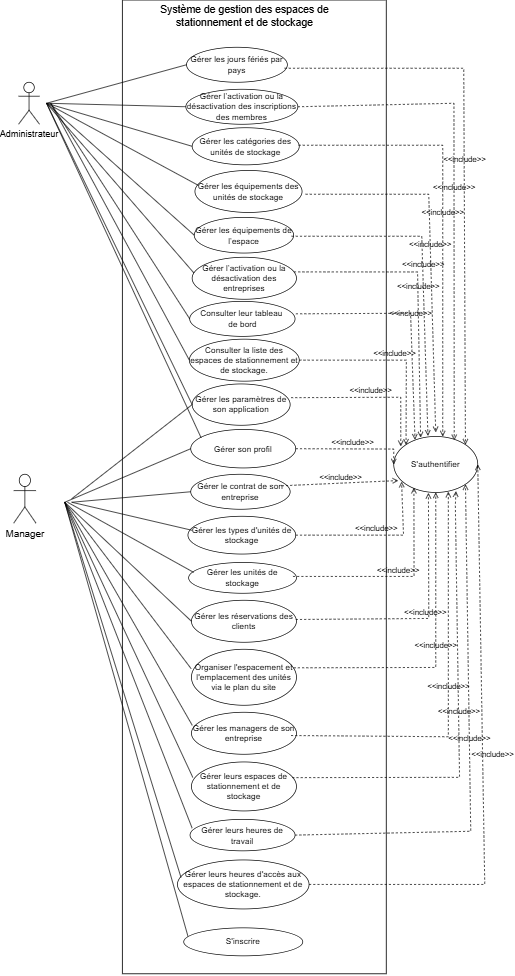 Système de gestion des espaces de
stationnement et de stockage
Gérer les jours fériés par
pays
Administrateur
Gérer l'activation ou la
désactivation des inscriptions
des membres
Gérer les catégories des
unités de stockage
<<include>>
Gérer les équipements des
unités de stockage
<<include>>
<<include>>
Gérer les équipements de
l'espace
<<include>>
Gérer l'activation ou la
désactivation des
entreprises
<<include>>
<<include>>
Consulter leur tableau
de bord
<<include>>
Consulter la liste des
espaces de stationnement et
de stockage.
<<include>>
Gérer les paramètres de
son application
<<include>>
Gérer son profil
<<include>>
S'authentifier
Manager
Gérer le contrat de son
entreprise
<<include>>
Gérer les types d'unités de
stockage
<<include>>
Gérer les unités de
stockage
<<include>>
Gérer les réservations des
clients
<<include>>
Organiser l'espacement et
l'emplacement des unités
via le plan du site
<<include>>
<<include>>
Gérer les managers de son
entreprise
<<include>>
<<include>>
Gérer leurs espaces de
stationnement et de
stockage
<<include>>
Gérer leurs heures de
travail
Gérer leurs heures d'accès aux
espaces de stationnement et de
stockage.
S'inscrire